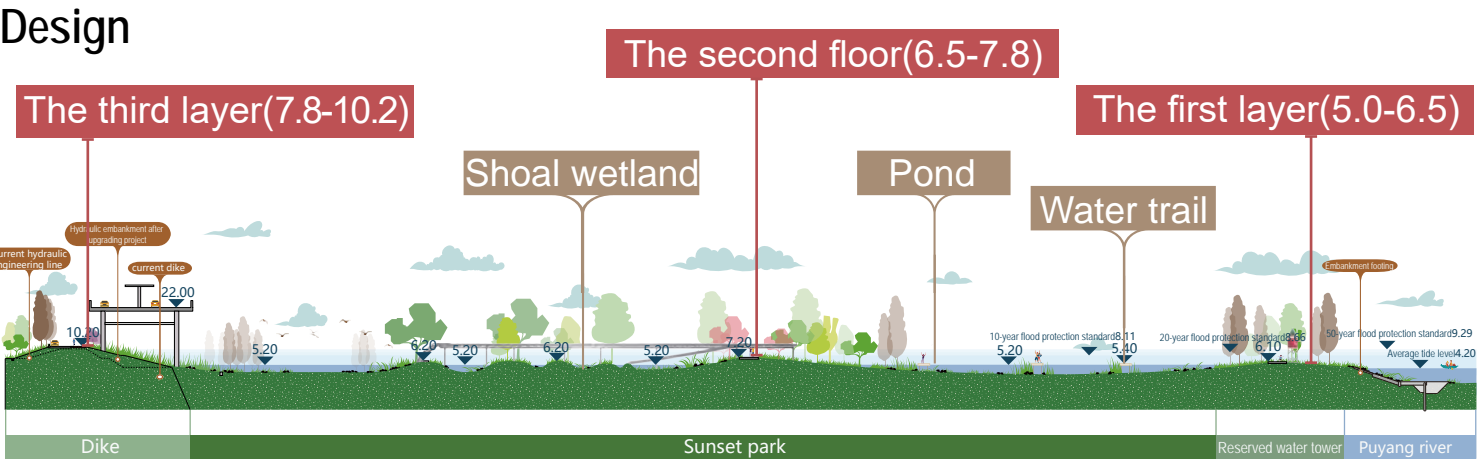 Design
The second floor(6.5-7.8)
The third layer(7.8-10.2)
The first layer(5.0-6.5)
Shoal wetland
Pond
Water trail
Hydraulic embankment after
upgrading project
urrent hydraulic
ngineering line
current dike
Embankment footing
22.00
10.20
5.20
6.20
5.20
6.20
5.20
7.20
10-year flood protection standard8.11
5.20
5.40
20-year flood protection standard8.66
6.10
50-year flood protection standard9.29
Average tide level4.20
Dike
Sunset park
Reserved water tower
Puyang river